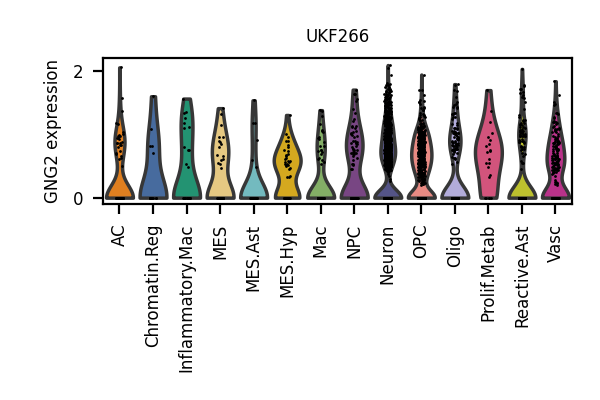 UKF266
GNG2 expression
2
0
AC
Chromatin.Reg
Inflammatory.Mac
MES
MES.Ast
MES.Hyp
Mac
NPC
Neuron
OPC
Oligo
Prolif.Metab
Reactive.Ast
Vasc